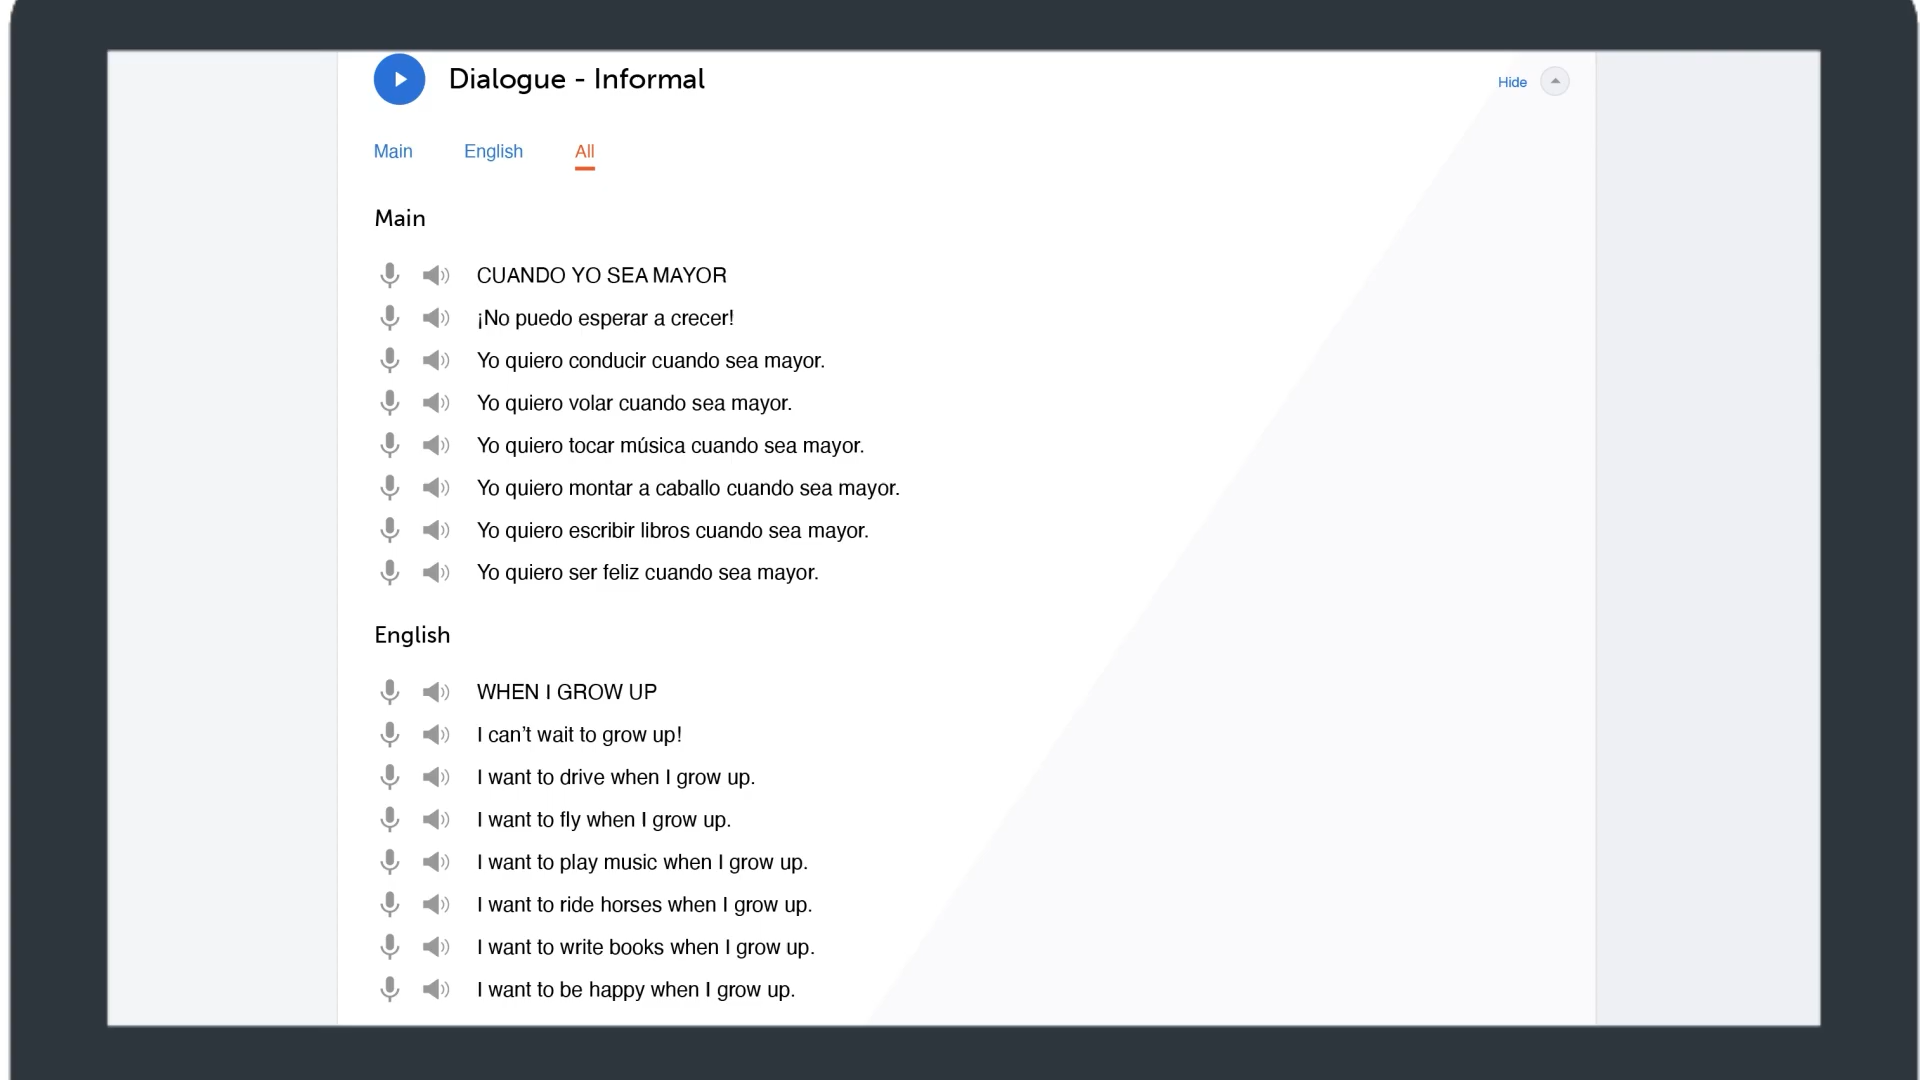 Dialogue - Informal
Hide
Main English All
Main
CUANDO YO SEA MAYOR
¡No puedo esperar a crecer!
Yo quiero conducir cuando sea mayor.
Yo quiero volar cuando sea mayor.
Yo quiero tocar música cuando sea mayor.
Yo quiero montar a caballo cuando sea mayor.
Yo quiero escribir libros cuando sea mayor.
Yo quiero ser feliz cuando sea mayor.
English
WHEN I GROW UP
I can’t wait to grow up!
I want to drive when I grow up.
I want to fly when I grow up.
I want to play music when I grow up.
I want to ride horses when I grow up.
I want to write books when I grow up.
I want to be happy when I grow up.